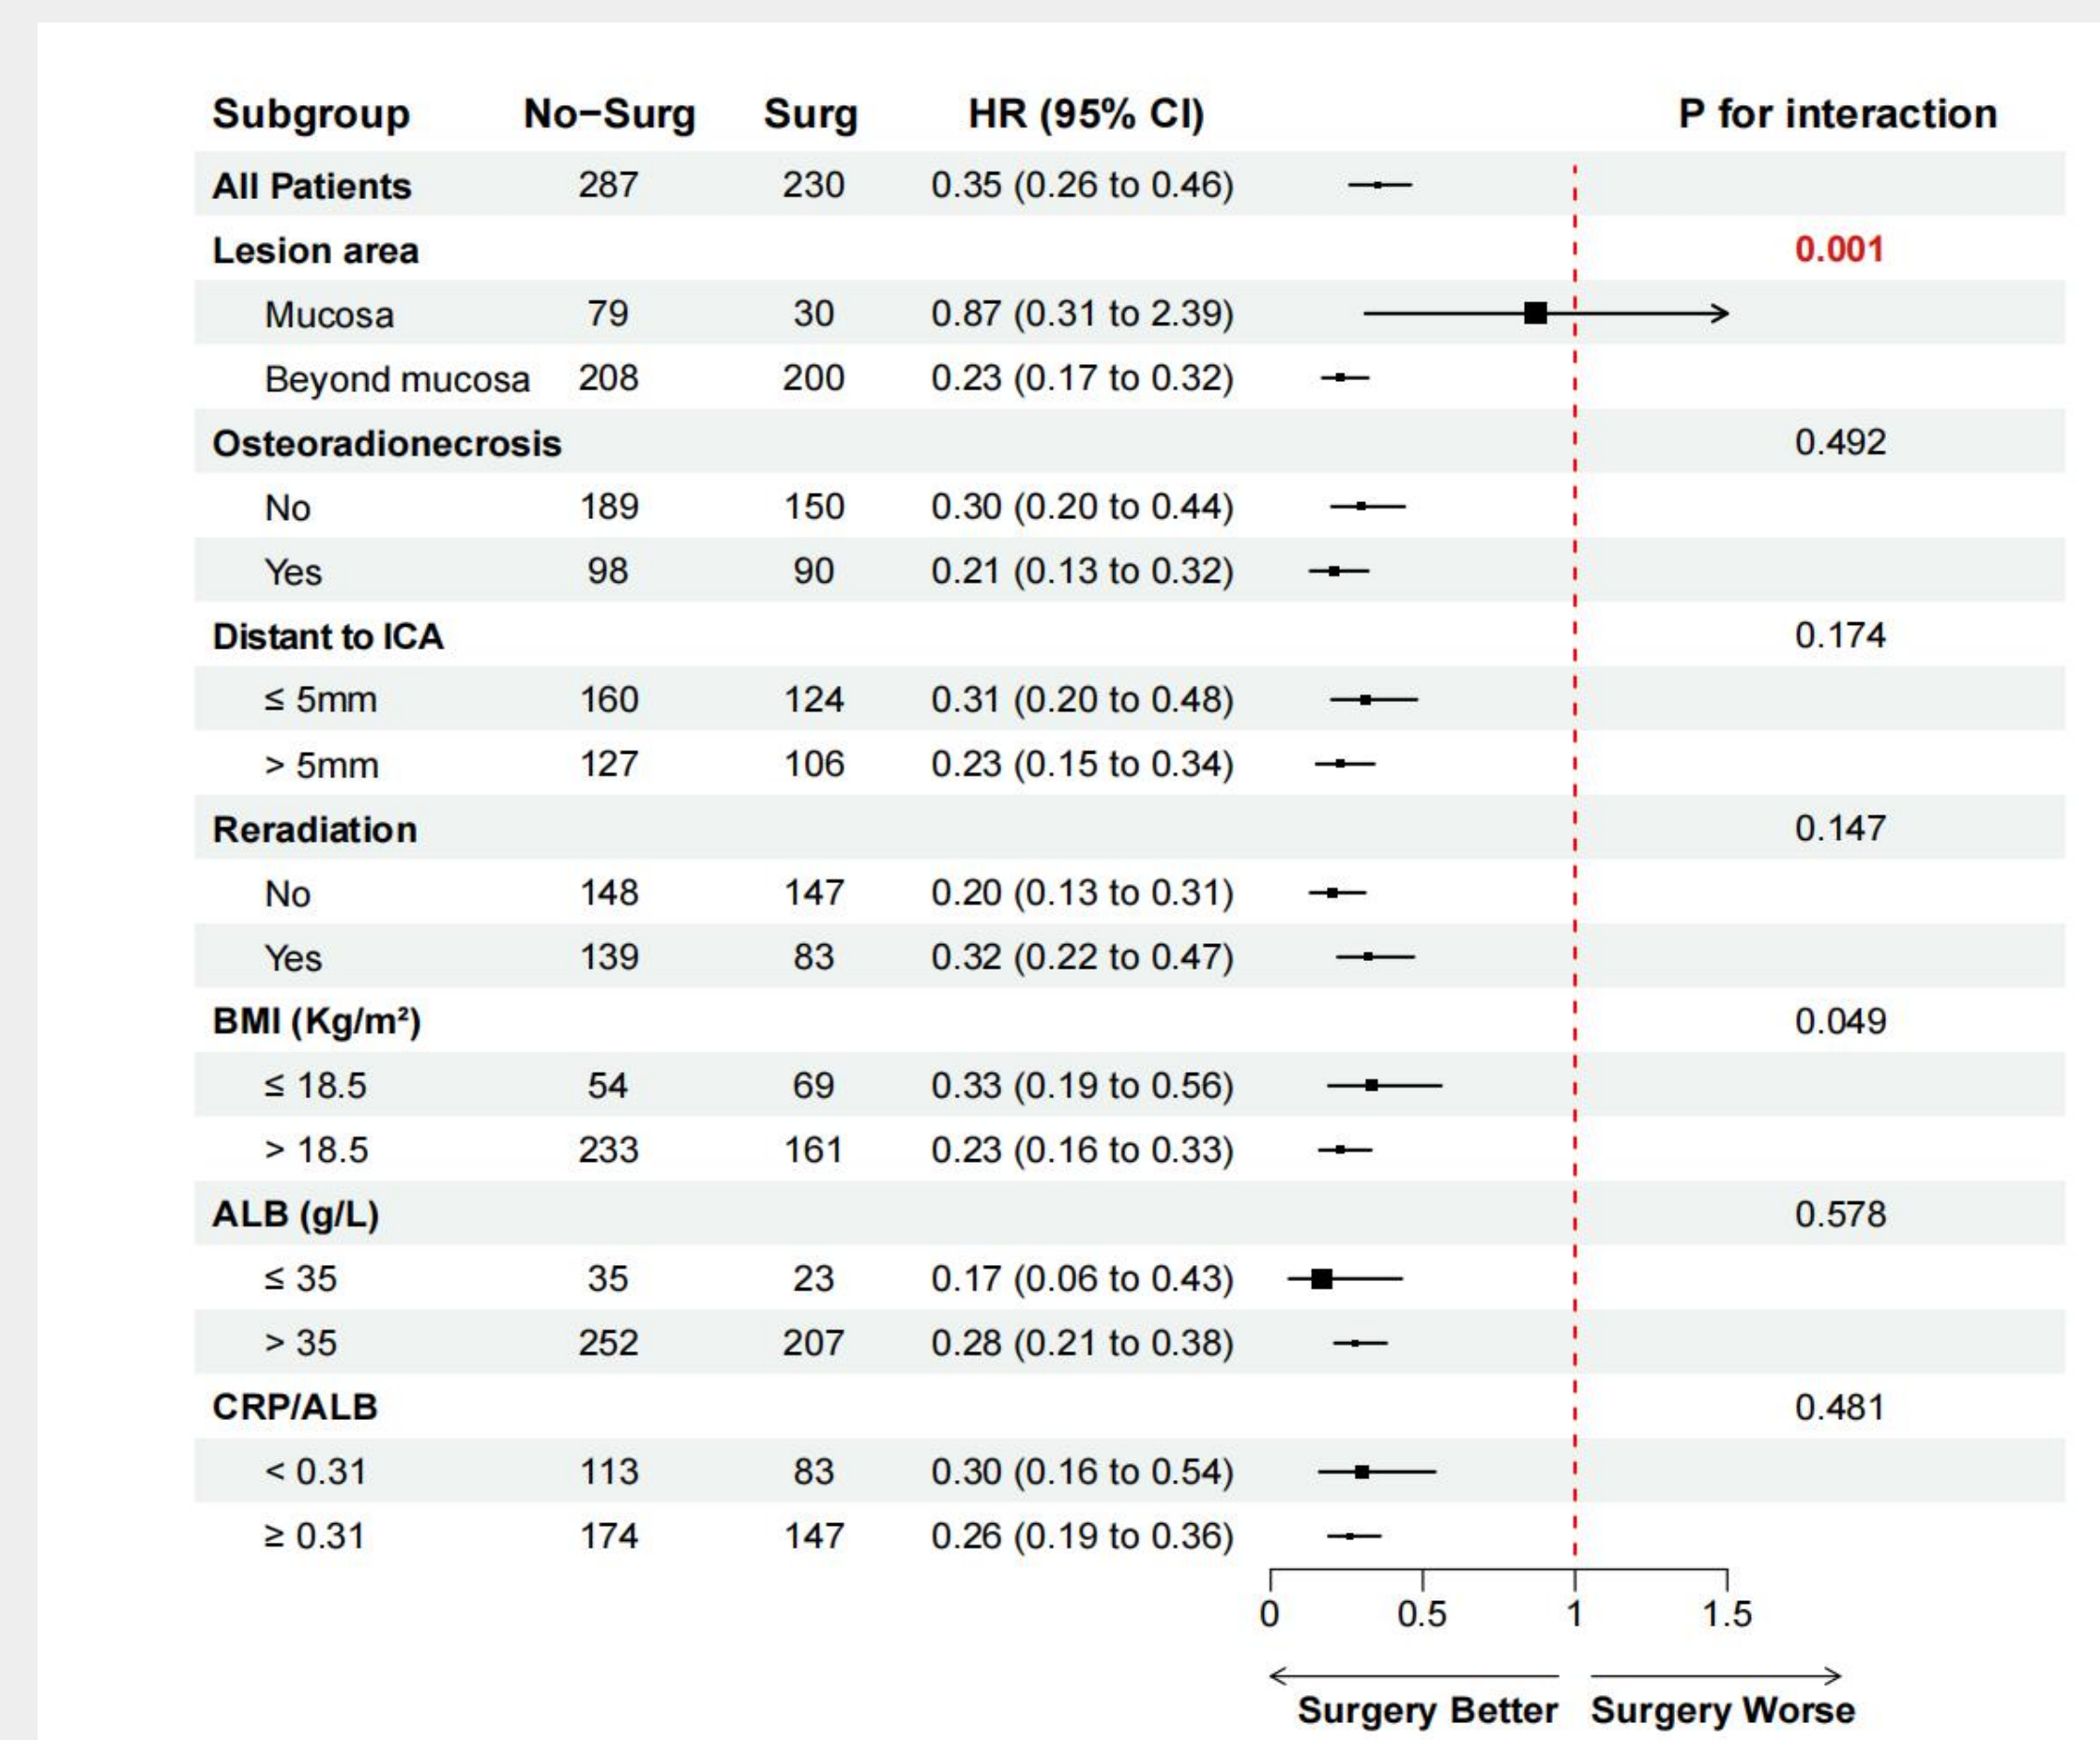 Subgroup No−Surg Surg HR (95% CI) P for interaction
All Patients 287 230 0.35 (0.26 to 0.46)
Lesion area 0.001
Mucosa 79 30 0.87 (0.31 to 2.39)
Beyond mucosa 208 200 0.23 (0.17 to 0.32)
Osteoradionecrosis 0.492
No 189 150 0.30 (0.20 to 0.44)
Yes 98 90 0.21 (0.13 to 0.32)
Distant to ICA 0.174
≤ 5mm 160 124 0.31 (0.20 to 0.48)
> 5mm 127 106 0.23 (0.15 to 0.34)
Reradiation 0.147
No 148 147 0.20 (0.13 to 0.31)
Yes 139 83 0.32 (0.22 to 0.47)
BMI (Kg/m²) 0.049
≤ 18.5 54 69 0.33 (0.19 to 0.56)
> 18.5 233 161 0.23 (0.16 to 0.33)
ALB (g/L) 0.578
≤ 35 35 23 0.17 (0.06 to 0.43)
> 35 252 207 0.28 (0.21 to 0.38)
CRP/ALB 0.481
< 0.31 113 83 0.30 (0.16 to 0.54)
≥ 0.31 174 147 0.26 (0.19 to 0.36)
0 0.5 1 1.5
Surgery Better Surgery Worse